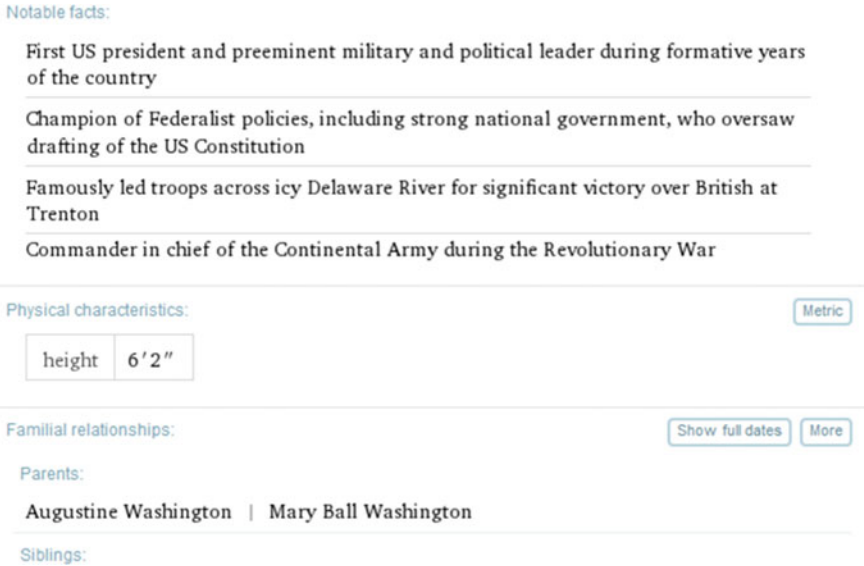 Notable facts:
First US president and preeminent military and political leader during formative years
of the country
Champion of Federalist policies, including strong national government, who oversaw
drafting of the US Constitution
Famously led troops across icy Delaware River for significant victory over British at
Trenton
Commander in chief of the Continental Army during the Revolutionary War
Physical characteristics: Metric
height 6'2″
Familial relationships: Show full dates More
Parents:
Augustine Washington | Mary Ball Washington
Siblings: